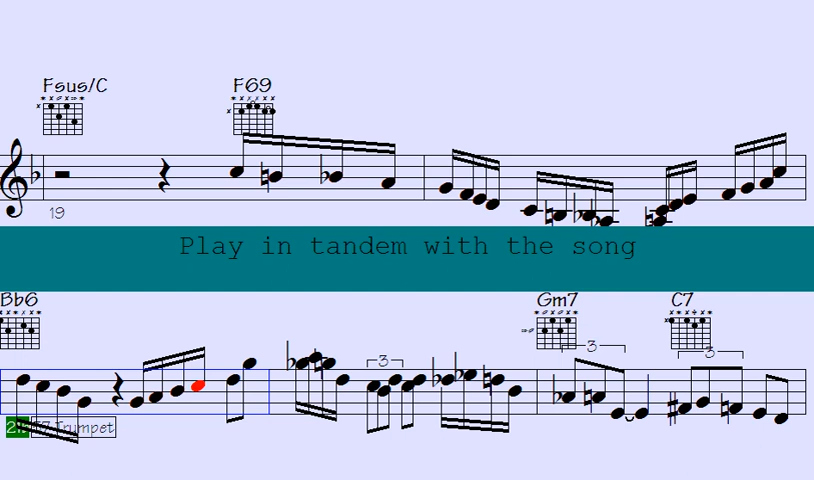 Fsus/C F69
19
Play in tandem with the song
Bb6 Gm7 C7
3 3 3
Trumpet